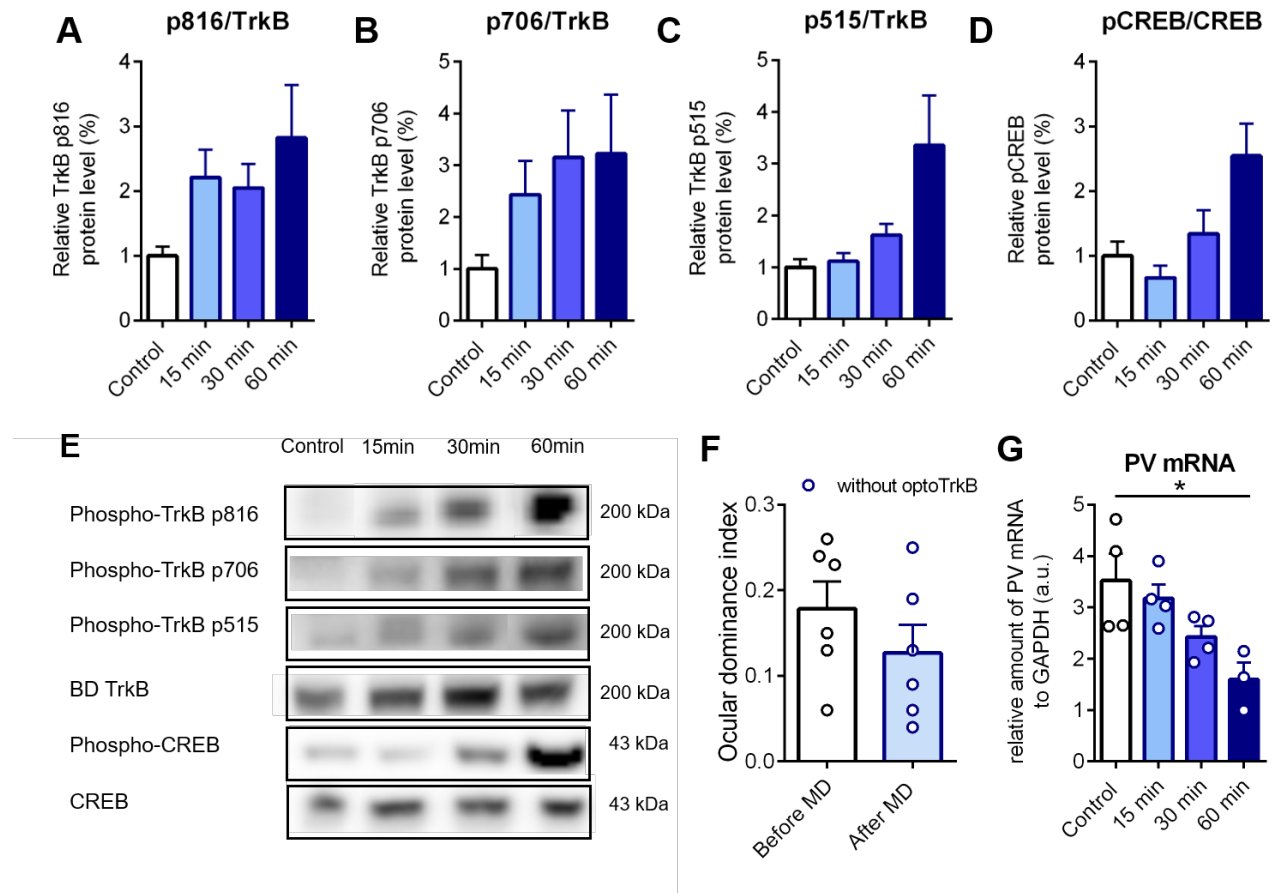 A
p816/TrkB
Relative TrkB p816
protein level (%)
4
3
2
1
0
Control
15 min
30 min
60 min
B
p706/TrkB
Relative TrkB p706
protein level (%)
5
4
3
2
1
0
Control
15 min
30 min
60 min
C
p515/TrkB
Relative TrkB p515
protein level (%)
5
4
3
2
1
0
Control
15 min
30 min
60 min
D
pCREB/CREB
Relative pCREB
protein level (%)
4
3
2
1
0
Control
15 min
30 min
60 min
E
Control 15min 30min 60min
Phospho-TrkB p816 200 kDa
Phospho-TrkB p706 200 kDa
Phospho-TrkB p515 200 kDa
BD TrkB 200 kDa
Phospho-CREB 43 kDa
CREB 43 kDa
F
without optoTrkB
Ocular dominance index
0.3
0.2
0.1
0.0
Before MD
After MD
G
PV mRNA
*
relative amount of PV mRNA
to GAPDH (a.u.)
5
4
3
2
1
0
Control
15 min
30 min
60 min